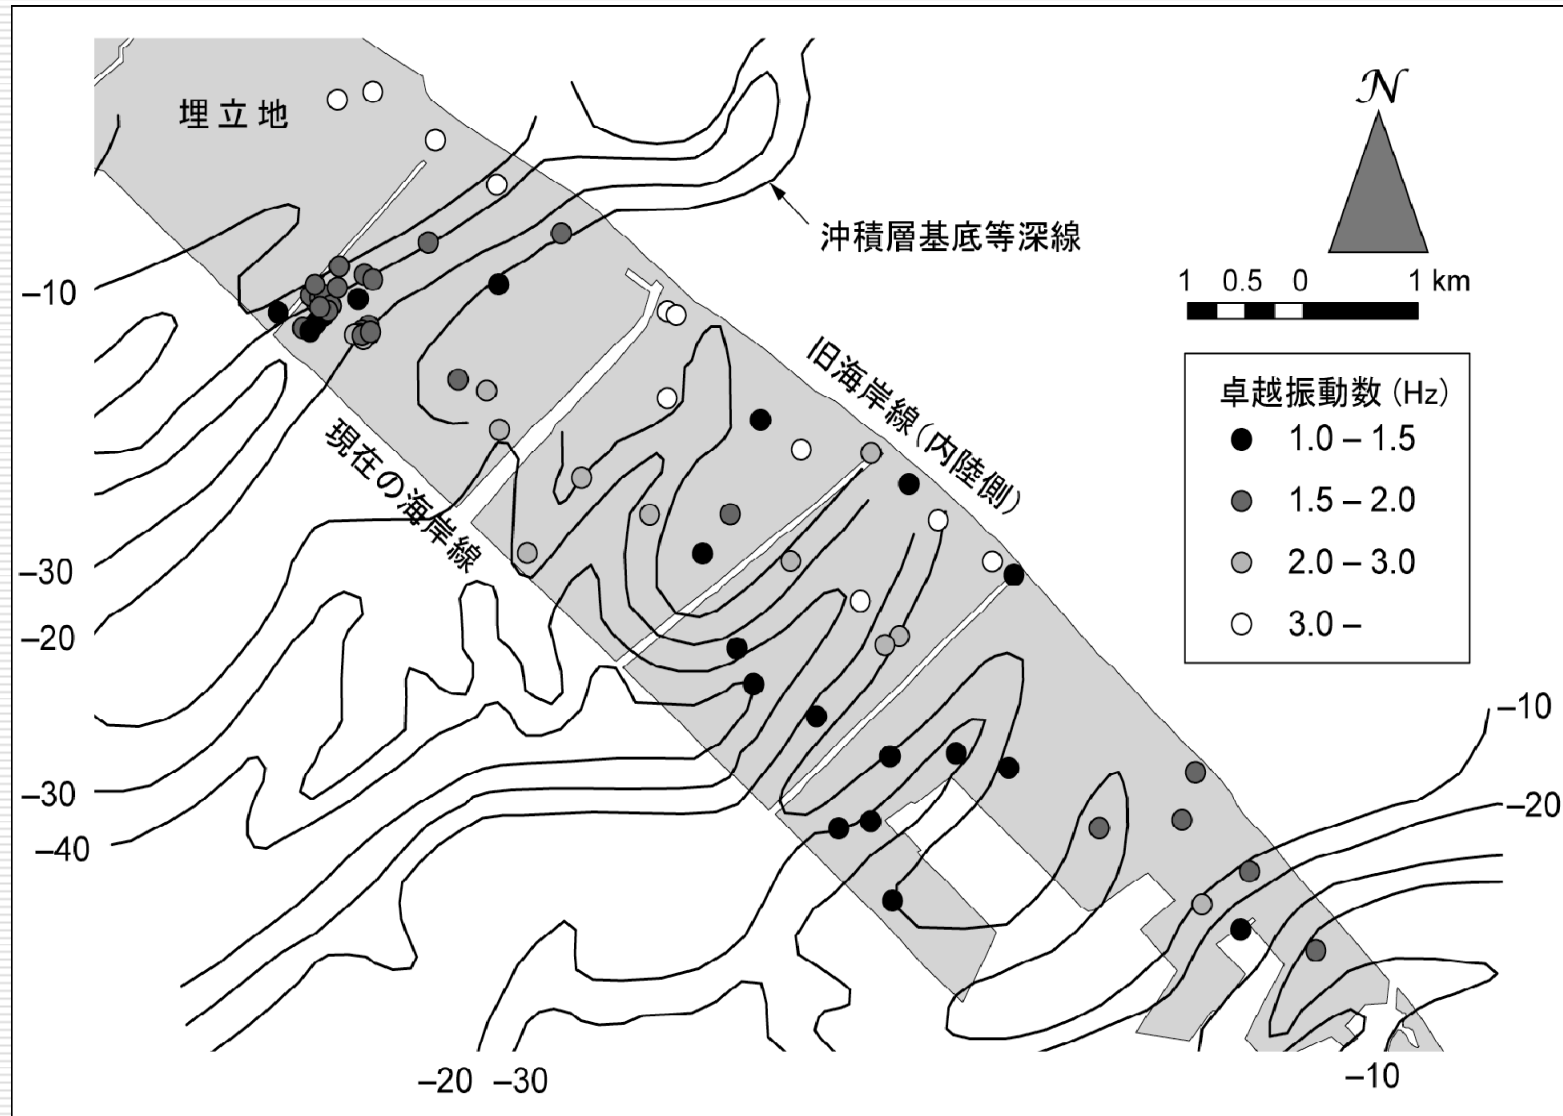 埋立地
N
沖積層基底等深線
1 0.5 0 1 km
旧海岸線(内陸側)
現在の海岸線
卓越振動数 (Hz)
1.0 – 1.5
1.5 – 2.0
2.0 – 3.0
3.0 –
–10
–30
–20
–30
–40
–10
–20
–20 –30
–10